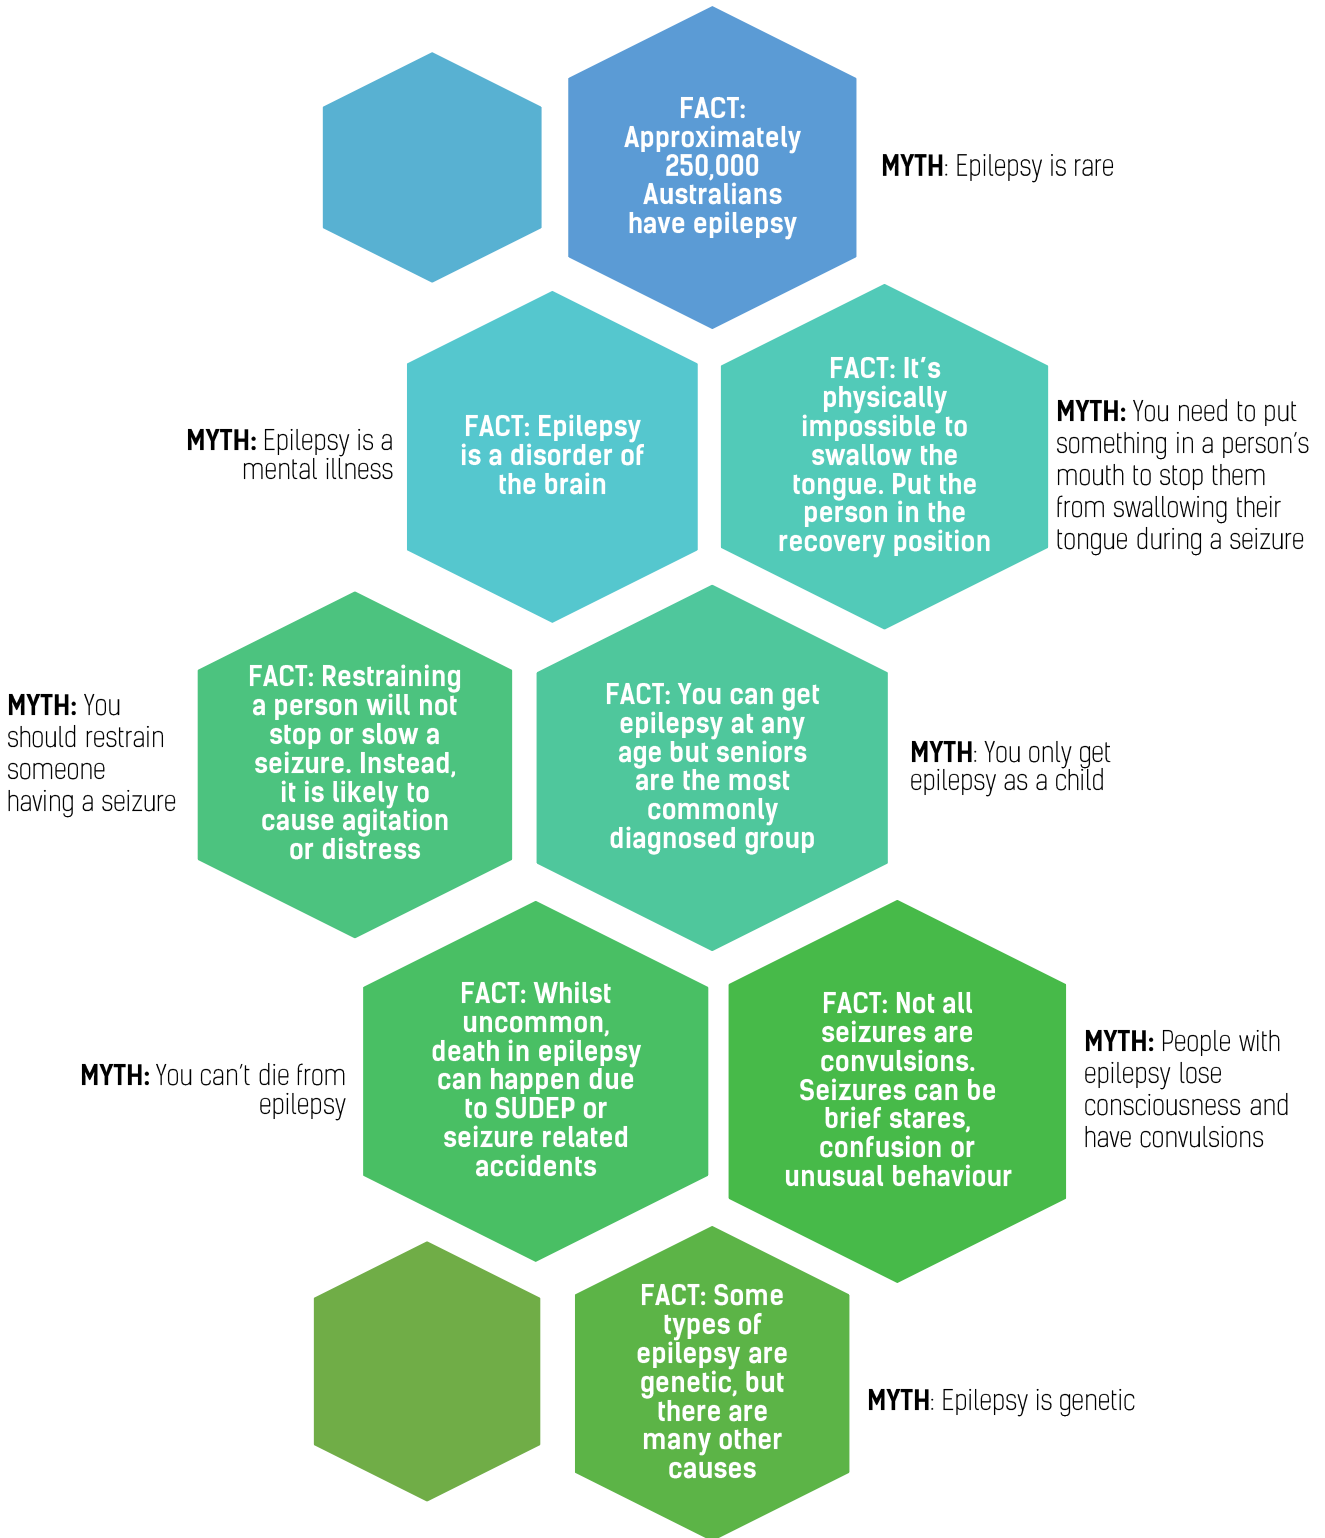 FACT:
Approximately
250,000
Australians
have epilepsy
MYTH: Epilepsy is rare
MYTH: Epilepsy is a
mental illness
FACT: Epilepsy
is a disorder of
the brain
FACT: It’s
physically
impossible to
swallow the
tongue. Put the
person in the
recovery position
MYTH: You need to put
something in a person’s
mouth to stop them
from swallowing their
tongue during a seizure
MYTH: You
should restrain
someone
having a seizure
FACT: Restraining
a person will not
stop or slow a
seizure. Instead,
it is likely to
cause agitation
or distress
FACT: You can get
epilepsy at any
age but seniors
are the most
commonly
diagnosed group
MYTH: You only get
epilepsy as a child
MYTH: You can’t die from
epilepsy
FACT: Whilst
uncommon,
death in epilepsy
can happen due
to SUDEP or
seizure related
accidents
FACT: Not all
seizures are
convulsions.
Seizures can be
brief stares,
confusion or
unusual behaviour
MYTH: People with
epilepsy lose
consciousness and
have convulsions
FACT: Some
types of
epilepsy are
genetic, but
there are
many other
causes
MYTH: Epilepsy is genetic